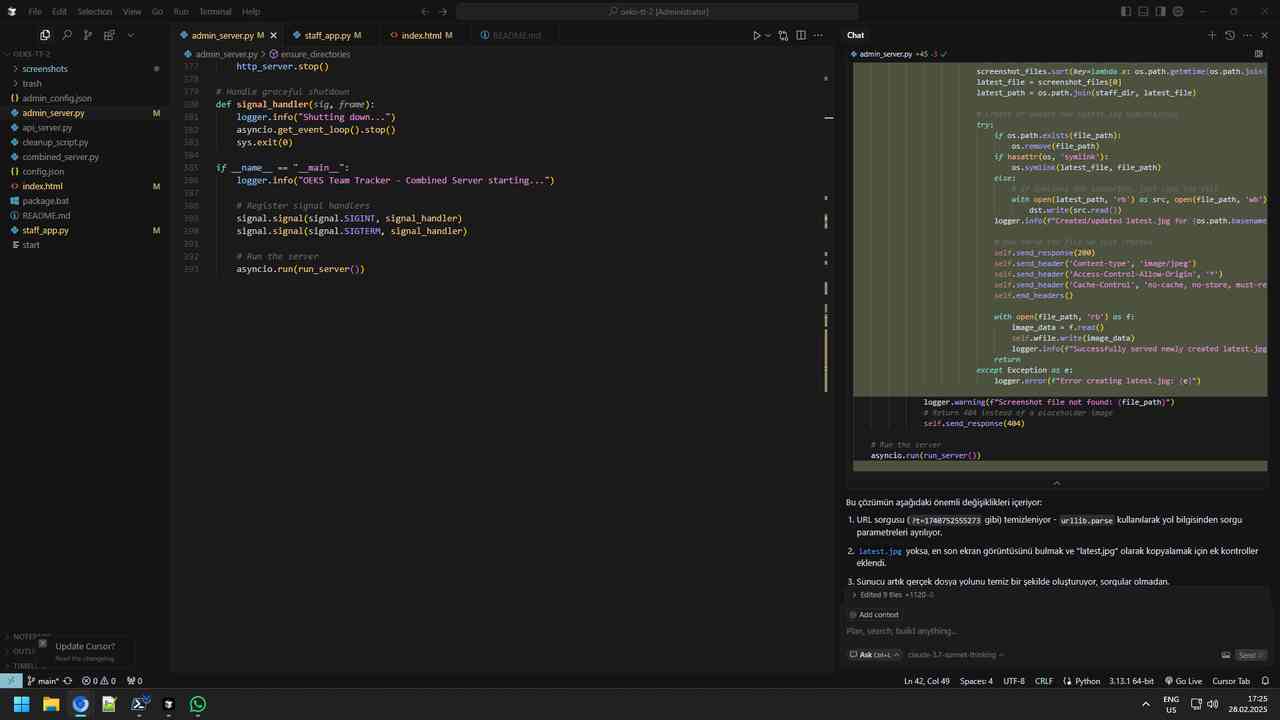 File Edit Selection View Go Run Terminal Help
oeks-tt-2 [Administrator]
OEKS-TT-2
screenshots
trash
admin_config.json
admin_server.py M
api_server.py
cleanup_script.py
combined_server.py
config.json
index.html M
package.bat
README.md
staff_app.py M
start
OUTLI
TIMELI
Update Cursor?
Read the changelog
admin_server.py M
staff_app.py M
index.html M
README.md
admin_server.py > ensure_directories
377 http_server.stop()
378
379 # Handle graceful shutdown
380 def signal_handler(sig, frame):
381 logger.info("Shutting down...")
382 asyncio.get_event_loop().stop()
383 sys.exit(0)
384
385 if __name__ == "__main__":
386 logger.info("OEKS Team Tracker - Combined Server starting...")
387
388 # Register signal handlers
389 signal.signal(signal.SIGINT, signal_handler)
390 signal.signal(signal.SIGTERM, signal_handler)
391
392 # Run the server
393 asyncio.run(run_server())
Chat
admin_server.py +45 -3
screenshot_files.sort(key=lambda x: os.path.getmtime(os.path.join(
latest_file = screenshot_files[0]
latest_path = os.path.join(staff_dir, latest_file)
try:
if os.path.exists(file_path):
os.remove(file_path)
if hasattr(os, 'symlink'):
os.symlink(latest_file, file_path)
else:
with open(latest_path, 'rb') as src, open(file_path, 'wb')
dst.write(src.read())
logger.info(f"Created/updated latest.jpg for {os.path.basename
self.send_response(200)
self.send_header('Content-type', 'image/jpeg')
self.send_header('Access-Control-Allow-Origin', '*')
self.send_header('Cache-Control', 'no-cache, no-store, must-re
self.end_headers()
with open(file_path, 'rb') as f:
image_data = f.read()
self.wfile.write(image_data)
logger.info(f"Successfully served newly created latest.jpg
return
except Exception as e:
logger.error(f"Error creating latest.jpg: {e}")
logger.warning(f"Screenshot file not found: {file_path}")
# Return 404 instead of a placeholder image
self.send_response(404)
# Run the server
asyncio.run(run_server())
Bu çözümün aşağıdaki önemli değişiklikleri içeriyor:
1. URL sorgusu (?t=1740752555273 gibi) temizleniyor - urllib.parse kullanılarak yol bilgisinden sorgu
parametreleri ayrılıyor.
2. latest.jpg yoksa, en son ekran görüntüsünü bulmak ve "latest.jpg" olarak kopyalamak için ek kontroller
eklendi.
3. Sunucu artık gerçek dosya yolunu temiz bir şekilde oluşturuyor, sorgular olmadan.
Edited 9 files
Add context
Plan, search, build anything...
Ask Ctrl+L claude-3.7-sonnet-thinking Send
main* 0 0 0
Ln 42, Col 49 Spaces: 4 UTF-8 CRLF Python 3.13.1 64-bit Go Live Cursor Tab
ENG
US
17:25
28.02.2025